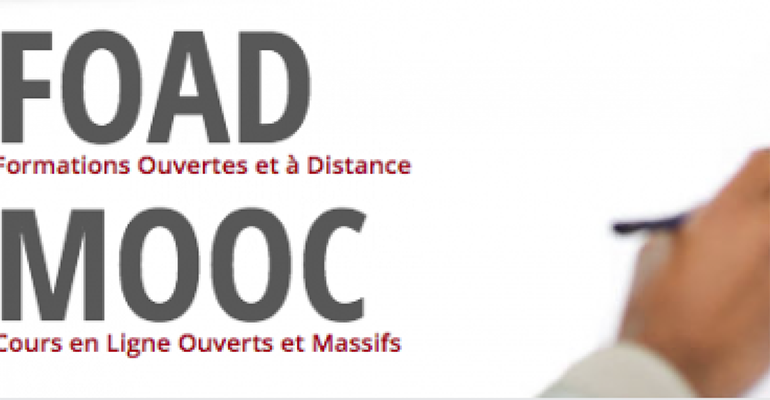 FOAD
Formations Ouvertes et à Distance
MOOC
Cours en Ligne Ouverts et Massifs